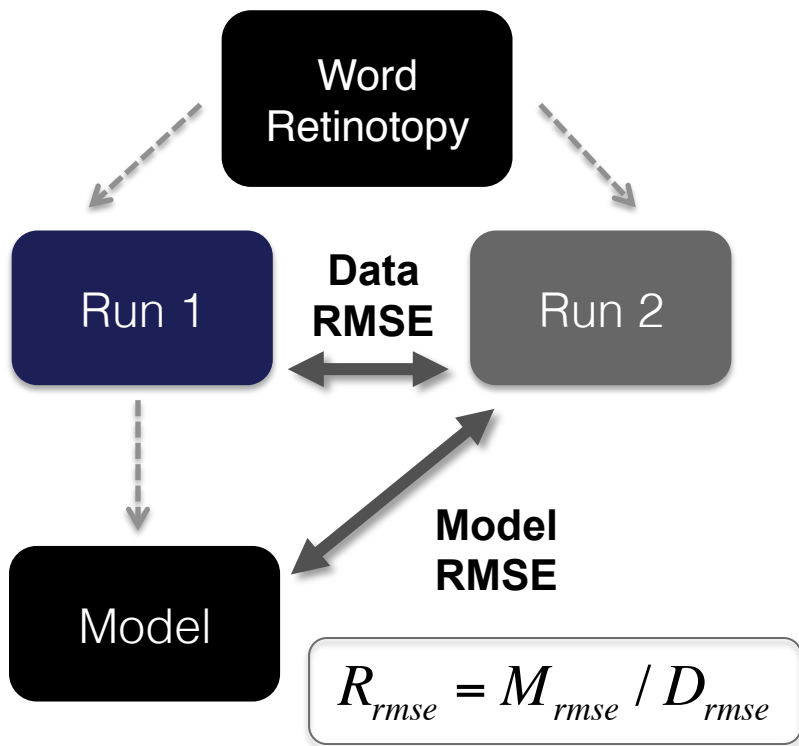 Word
Retinotopy
Run 1
Data
RMSE
Run 2
Model
RMSE
Model
R_rmse = M_rmse / D_rmse